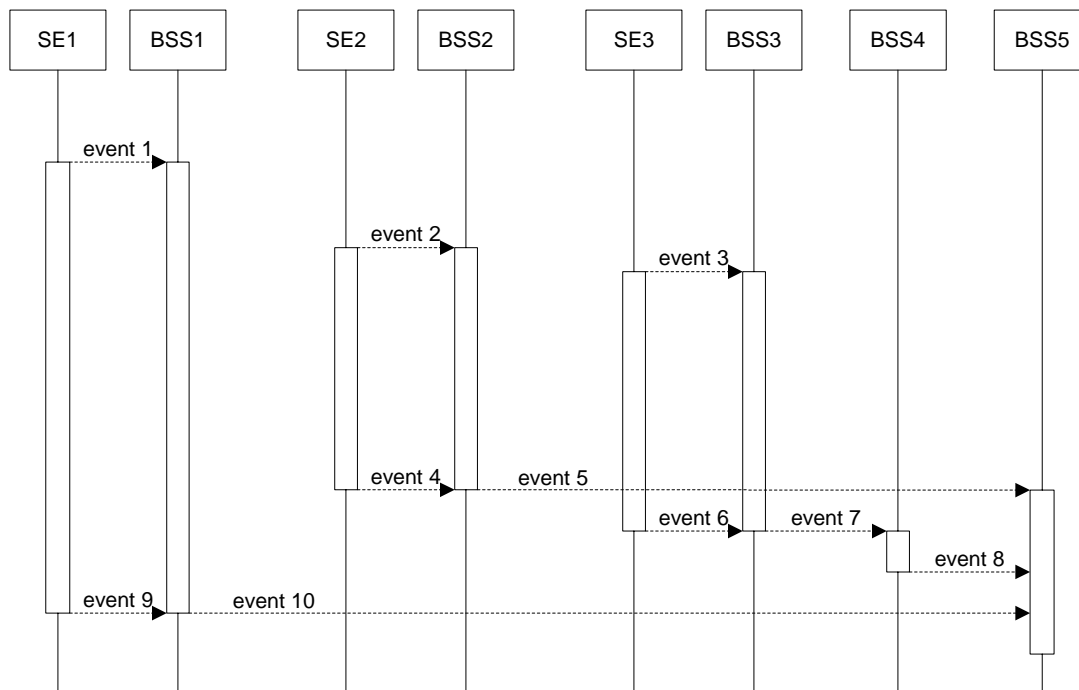 SE1 BSS1 SE2 BSS2 SE3 BSS3 BSS4 BSS5
event 1
event 2
event 3
event 4 event 5
event 6 event 7
event 8
event 9 event 10